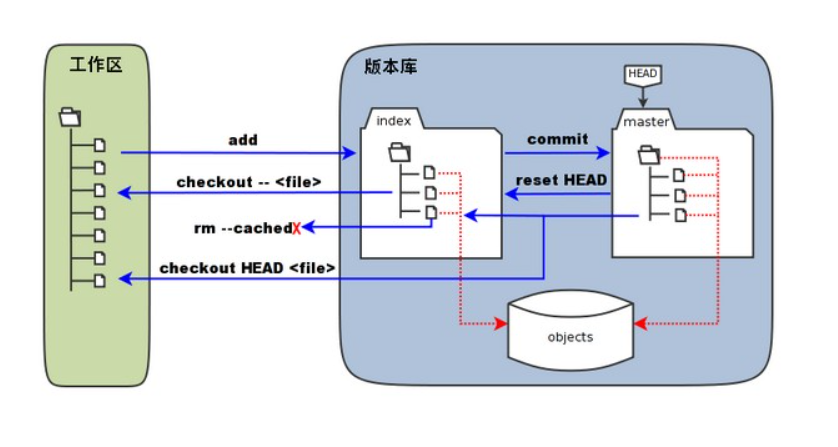 工作区
版本库
HEAD
index
master
add
commit
checkout -- <file>
reset HEAD
rm --cachedX
checkout HEAD <file>
objects